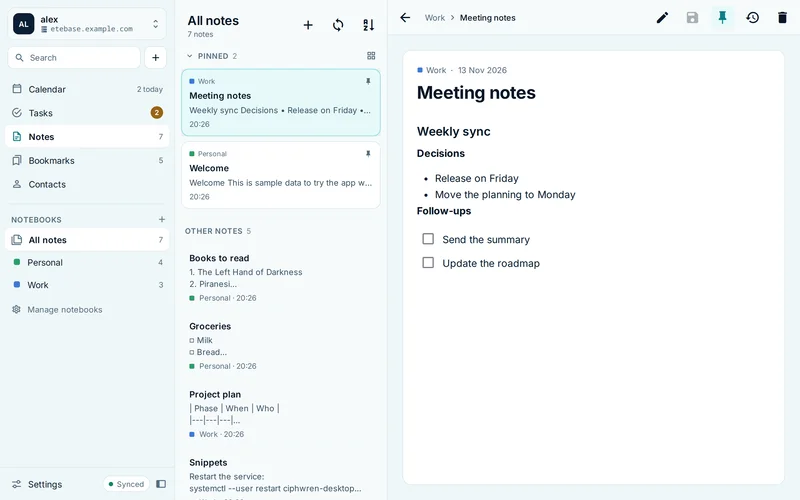 AL
alex
etebase.example.com
Search
Calendar
2 today
Tasks
2
Notes
7
Bookmarks
5
Contacts
NOTEBOOKS
All notes
7
Personal
4
Work
3
Manage notebooks
Settings
Synced
All notes
7 notes
PINNED 2
Work
Meeting notes
Weekly sync Decisions • Release on Friday •...
20:26
Personal
Welcome
Welcome This is sample data to try the app w...
20:26
OTHER NOTES 5
Books to read
1. The Left Hand of Darkness
2. Piranesi...
Personal · 20:26
Groceries
☐ Milk
☐ Bread...
Personal · 20:26
Project plan
| Phase | When | Who |
|---|---|---|...
Work · 20:26
Snippets
Restart the service:
systemctl --user restart ciphwren-desktop...
Work › Meeting notes
Work · 13 Nov 2026
Meeting notes
Weekly sync
Decisions
• Release on Friday
• Move the planning to Monday
Follow-ups
☐ Send the summary
☐ Update the roadmap